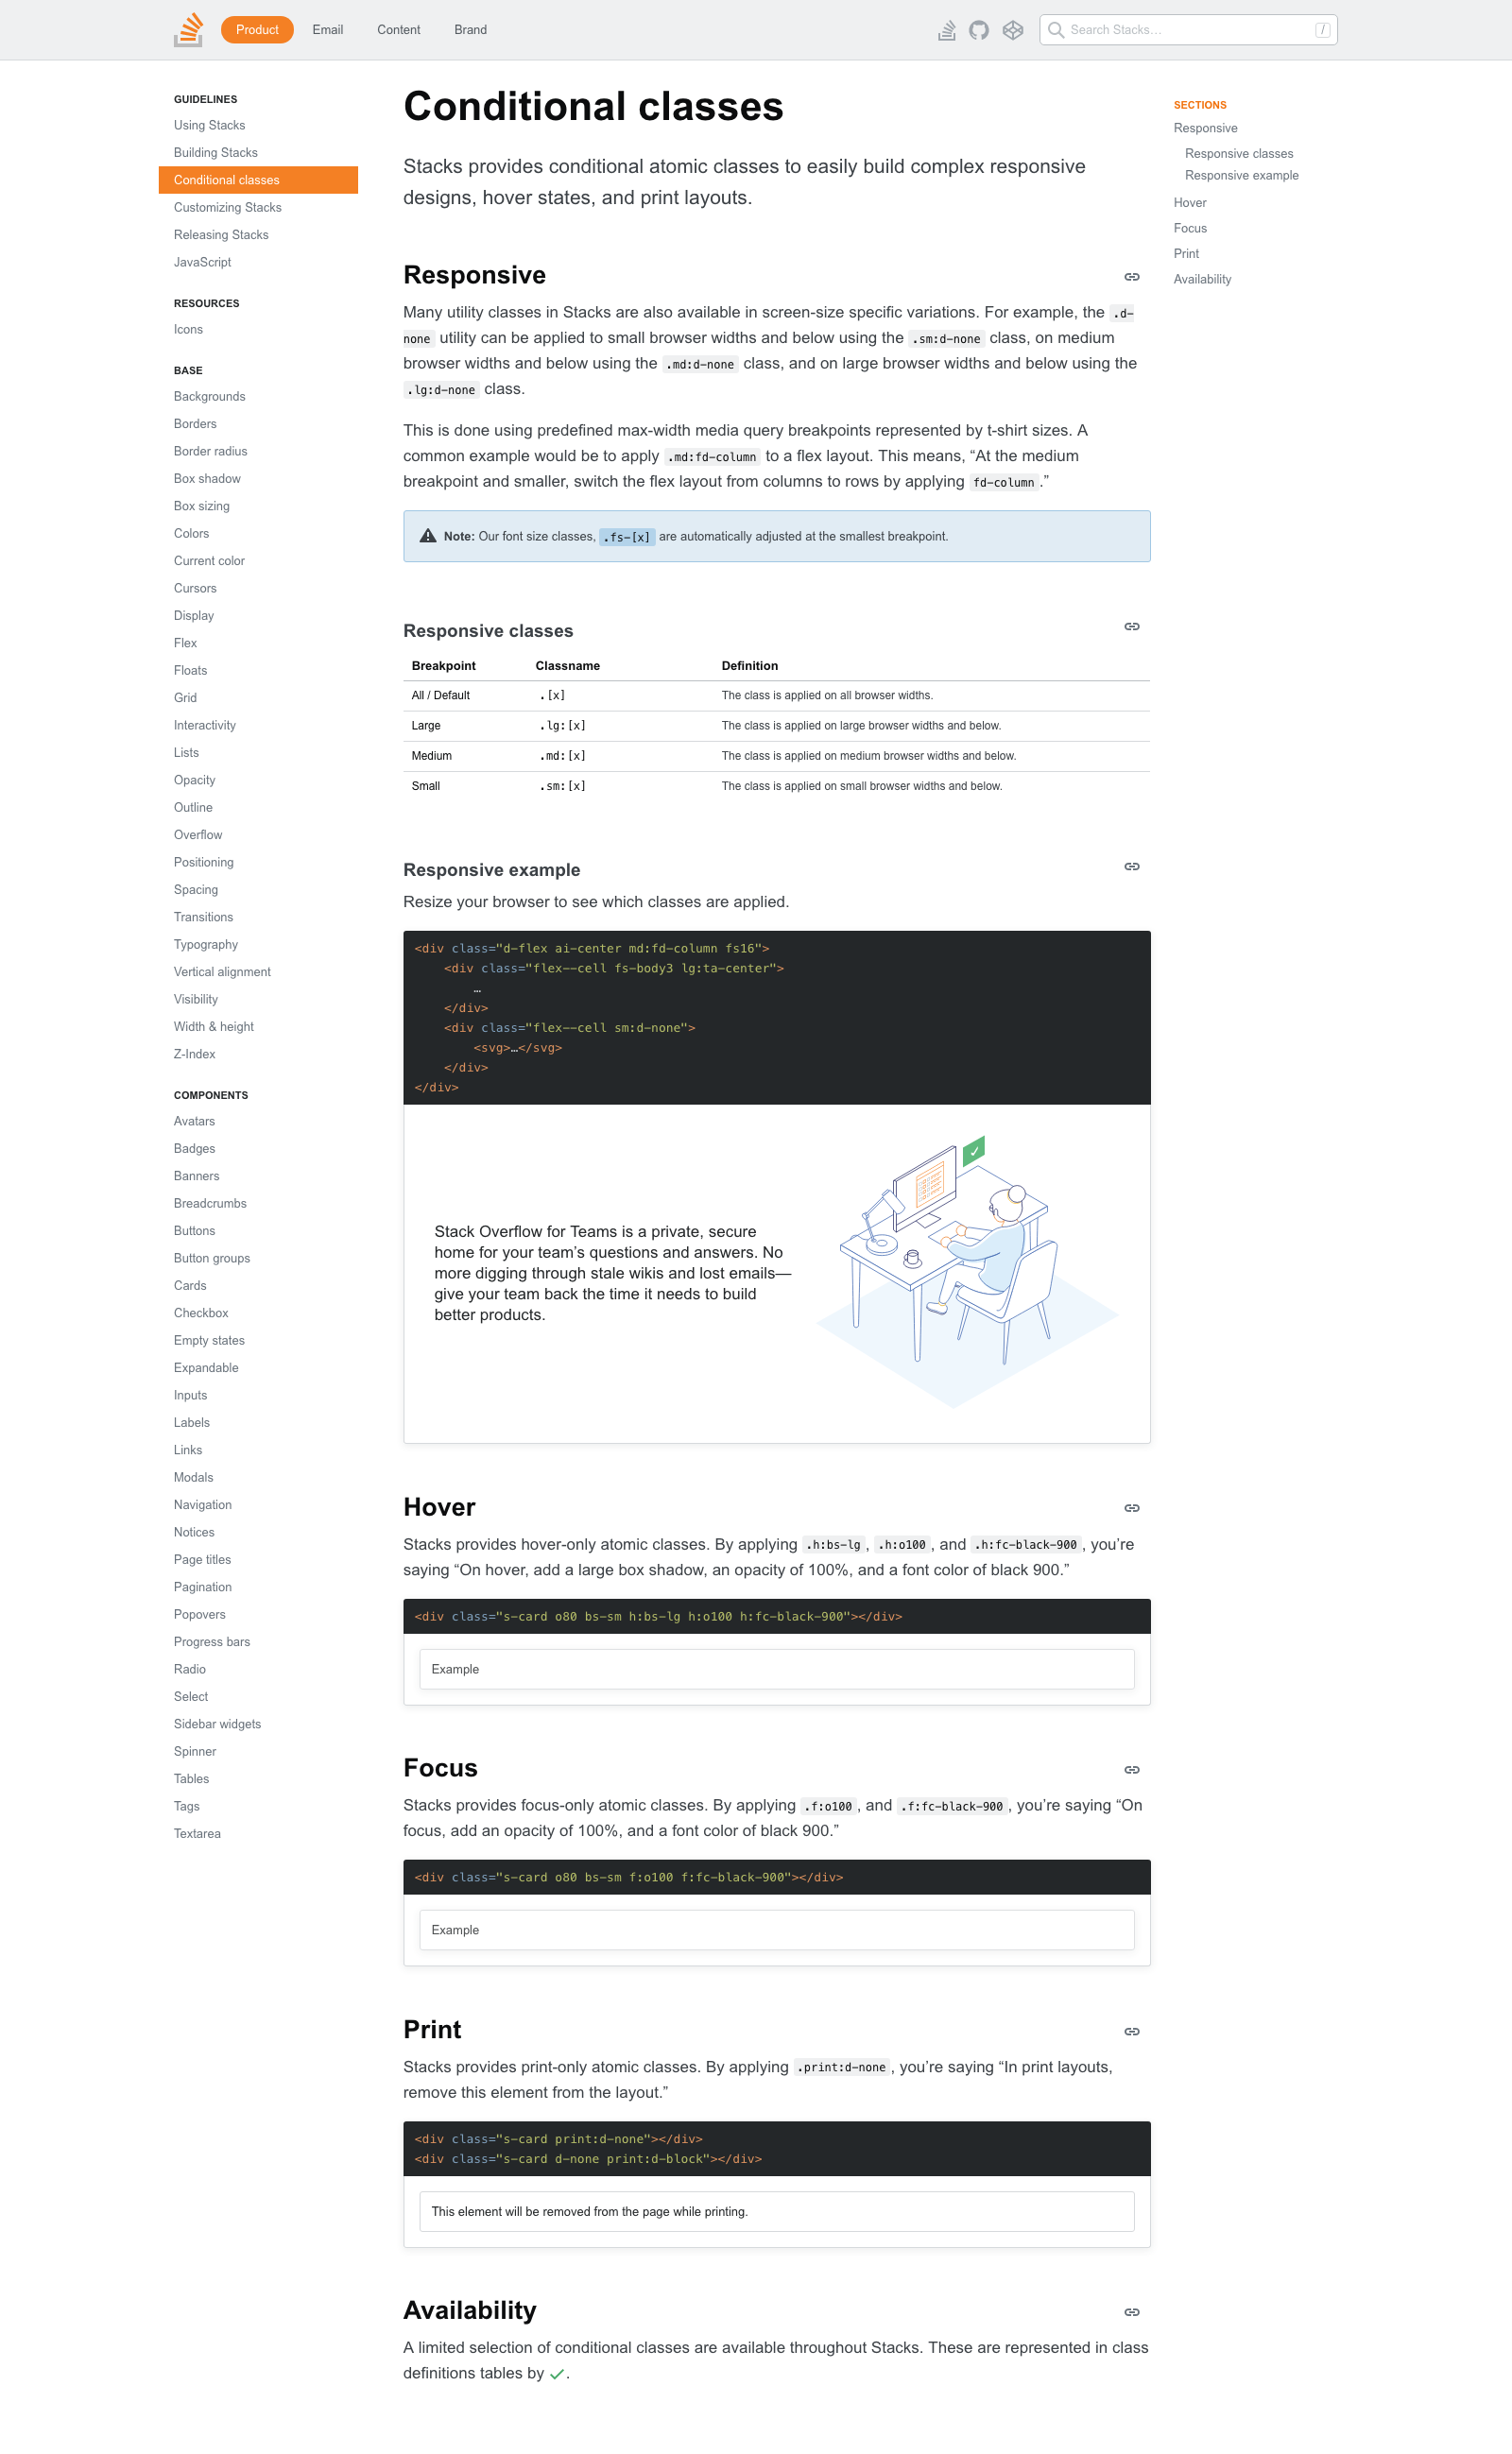 Product
Email
Content
Brand
Search Stacks…
/
GUIDELINES
Using Stacks
Building Stacks
Conditional classes
Customizing Stacks
Releasing Stacks
JavaScript
RESOURCES
Icons
BASE
Backgrounds
Borders
Border radius
Box shadow
Box sizing
Colors
Current color
Cursors
Display
Flex
Floats
Grid
Interactivity
Lists
Opacity
Outline
Overflow
Positioning
Spacing
Transitions
Typography
Vertical alignment
Visibility
Width & height
Z-Index
COMPONENTS
Avatars
Badges
Banners
Breadcrumbs
Buttons
Button groups
Cards
Checkbox
Empty states
Expandable
Inputs
Labels
Links
Modals
Navigation
Notices
Page titles
Pagination
Popovers
Progress bars
Radio
Select
Sidebar widgets
Spinner
Tables
Tags
Textarea
Conditional classes
Stacks provides conditional atomic classes to easily build complex responsive
designs, hover states, and print layouts.
Responsive
Many utility classes in Stacks are also available in screen-size specific variations. For example, the .d-
none utility can be applied to small browser widths and below using the .sm:d-none class, on medium
browser widths and below using the .md:d-none class, and on large browser widths and below using the
.lg:d-none class.
This is done using predefined max-width media query breakpoints represented by t-shirt sizes. A
common example would be to apply .md:fd-column to a flex layout. This means, “At the medium
breakpoint and smaller, switch the flex layout from columns to rows by applying fd-column.”
Note: Our font size classes, .fs-[x] are automatically adjusted at the smallest breakpoint.
Responsive classes
Breakpoint Classname Definition
All / Default .[x] The class is applied on all browser widths.
Large .lg:[x] The class is applied on large browser widths and below.
Medium .md:[x] The class is applied on medium browser widths and below.
Small .sm:[x] The class is applied on small browser widths and below.
Responsive example
Resize your browser to see which classes are applied.
<div class="d-flex ai-center md:fd-column fs16">
<div class="flex--cell fs-body3 lg:ta-center">
…
</div>
<div class="flex--cell sm:d-none">
<svg>…</svg>
</div>
</div>
Stack Overflow for Teams is a private, secure
home for your team’s questions and answers. No
more digging through stale wikis and lost emails—
give your team back the time it needs to build
better products.
Hover
Stacks provides hover-only atomic classes. By applying .h:bs-lg, .h:o100, and .h:fc-black-900, you’re
saying “On hover, add a large box shadow, an opacity of 100%, and a font color of black 900.”
<div class="s-card o80 bs-sm h:bs-lg h:o100 h:fc-black-900"></div>
Example
Focus
Stacks provides focus-only atomic classes. By applying .f:o100, and .f:fc-black-900, you’re saying “On
focus, add an opacity of 100%, and a font color of black 900.”
<div class="s-card o80 bs-sm f:o100 f:fc-black-900"></div>
Example
Print
Stacks provides print-only atomic classes. By applying .print:d-none, you’re saying “In print layouts,
remove this element from the layout.”
<div class="s-card print:d-none"></div>
<div class="s-card d-none print:d-block"></div>
This element will be removed from the page while printing.
Availability
A limited selection of conditional classes are available throughout Stacks. These are represented in class
definitions tables by ✓.
SECTIONS
Responsive
Responsive classes
Responsive example
Hover
Focus
Print
Availability